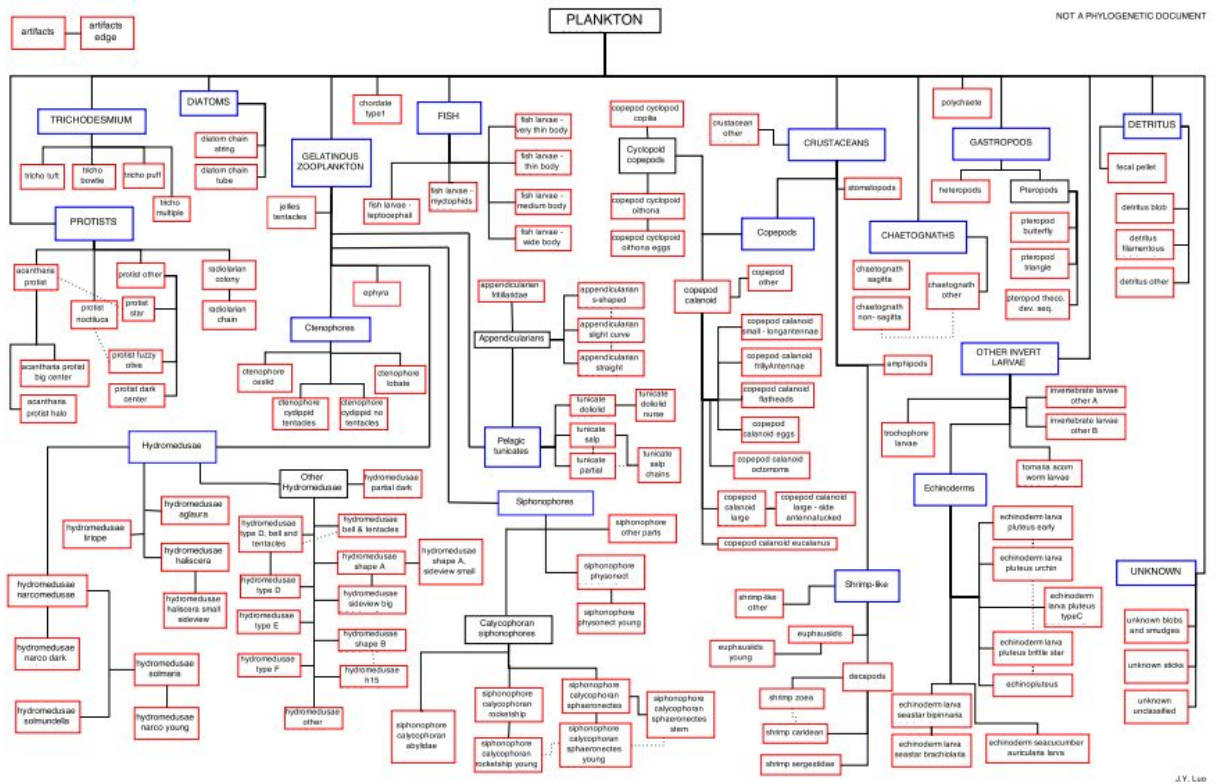 PLANKTON
NOT A PHYLOGENETIC DOCUMENT
artifacts
artifacts
edge
TRICHODESMIUM
tricho tuft
tricho
bowtie
tricho puff
tricho
multiple
DIATOMS
diatom chain
string
diatom chain
tube
PROTISTS
acantharia
protist
protist other
protist
noctiluca
protist
star
radiolarian
colony
radiolarian
chain
acantharia protist
big center
acantharia
protist halo
protist fuzzy
olive
protist dark
center
GELATINOUS
ZOOPLANKTON
jellies
tentacles
ephyra
Ctenophores
ctenophore
cestid
ctenophore
lobate
ctenophore
cydippid
tentacles
ctenophore
cydippid no
tentacles
chordate
type1
FISH
fish larvae -
leptocephali
fish larvae -
myctophids
fish larvae -
very thin body
fish larvae -
thin body
fish larvae -
medium body
fish larvae -
wide body
appendicularian
fritillaridae
Appendicularians
appendicularian
s-shaped
appendicularian
slight curve
appendicularian
straight
Pelagic
tunicates
tunicate
doliolid
tunicate
doliolid
nurse
tunicate
salp
tunicate
partial
tunicate
salp
chains
copepod cyclopod
copilia
Cyclopoid
copepods
copepod cyclopoid
oithona
copepod cyclopoid
oithona eggs
crustacean
other
CRUSTACEANS
stomatopods
Copepods
copepod
calanoid
copepod
other
copepod calanoid
small - longantennae
copepod calanoid
frillyAntennae
copepod calanoid
flatheads
copepod
calanoid eggs
copepod calanoid
octomoms
copepod
calanoid
large
copepod calanoid
large - side
antennatucked
copepod calanoid eucalanus
amphipods
polychaete
GASTROPODS
heteropods
Pteropods
pteropod
butterfly
pteropod
triangle
pteropod theco.
dev. seq.
CHAETOGNATHS
chaetognath
sagitta
chaetognath
non- sagitta
chaetognath
other
DETRITUS
fecal pellet
detritus blob
detritus
filamentous
detritus other
OTHER INVERT
LARVAE
invertebrate larvae
other A
invertebrate larvae
other B
trochophore
larvae
tornaria acorn
worm larvae
Echinoderms
echinoderm larva
pluteus early
echinoderm larva
pluteus urchin
echinoderm
larva pluteus
typeC
echinoderm larva
pluteus brittle star
echinopluteus
echinoderm larva
seastar bipinnaria
echinoderm larva
seastar brachiolaria
echinoderm seacucumber
auricularia larva
Hydromedusae
hydromedusae
aglaura
hydromedusae
liriope
hydromedusae
haliscera
hydromedusae
haliscera small
sideview
hydromedusae
narcomedusae
hydromedusae
narco dark
hydromedusae
solmaris
hydromedusae
solmundella
hydromedusae
narco young
Other
Hydromedusae
hydromedusae
partial dark
hydromedusae
type D, bell and
tentacles
hydromedusae
bell & tentacles
hydromedusae
type D
hydromedusae
shape A
hydromedusae
shape A,
sideview small
hydromedusae
sideview big
hydromedusae
type E
hydromedusae
shape B
hydromedusae
type F
hydromedusae
h15
hydromedusae
other
Siphonophores
siphonophore
other parts
siphonophore
physonect
siphonophore
physonect young
Calycophoran
siphonophores
siphonophore
calycophoran
abylidae
siphonophore
calycophoran
rocketship
siphonophore
calycophoran
rocketship young
siphonophore
calycophoran
sphaeronectes
siphonophore
calycophoran
sphaeronectes
young
siphonophore
calycophoran
sphaeronectes
stem
Shrimp-like
shrimp-like
other
euphausiids
euphausiids
young
decapods
shrimp zoea
shrimp caridean
shrimp sergestidae
UNKNOWN
unknown blobs
and smudges
unknown sticks
unknown
unclassified
J.Y. Luo